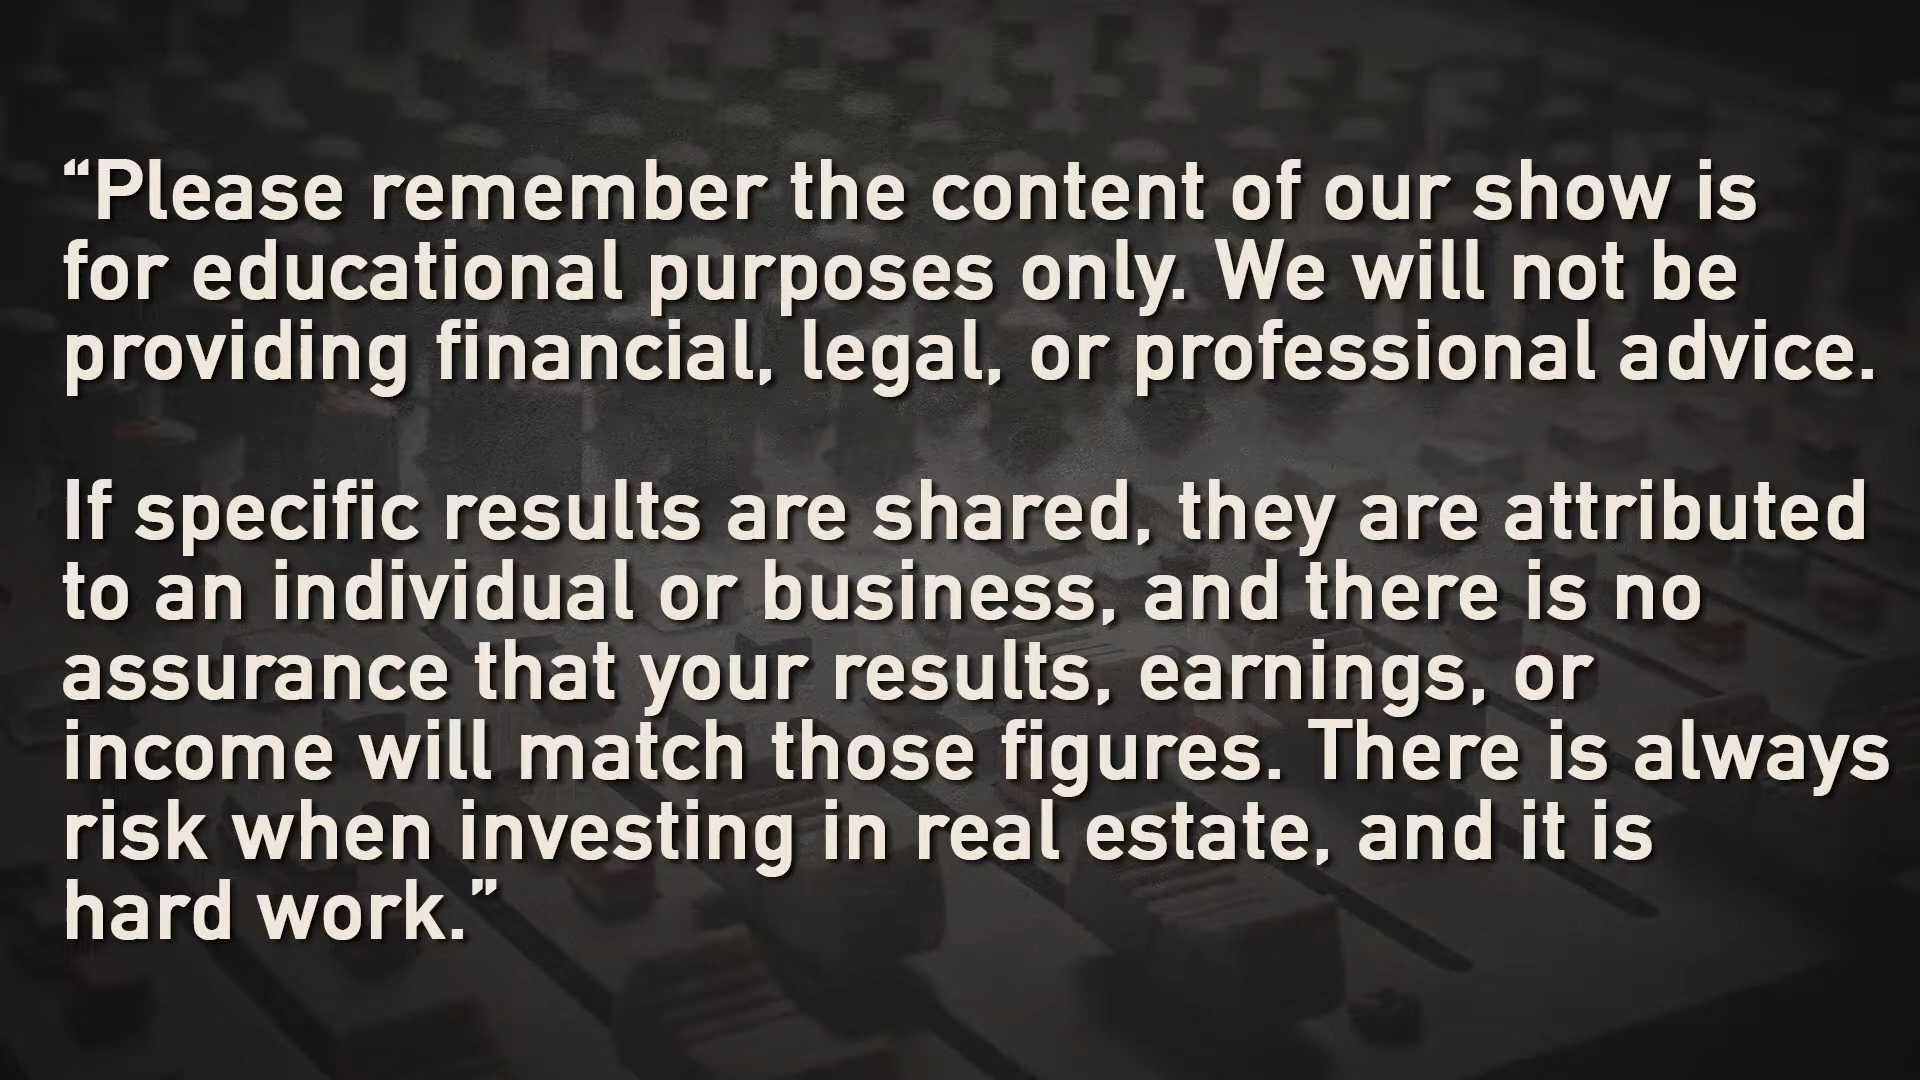 “Please remember the content of our show is
for educational purposes only. We will not be
providing financial, legal, or professional advice.
If specific results are shared, they are attributed
to an individual or business, and there is no
assurance that your results, earnings, or
income will match those figures. There is always
risk when investing in real estate, and it is
hard work.”